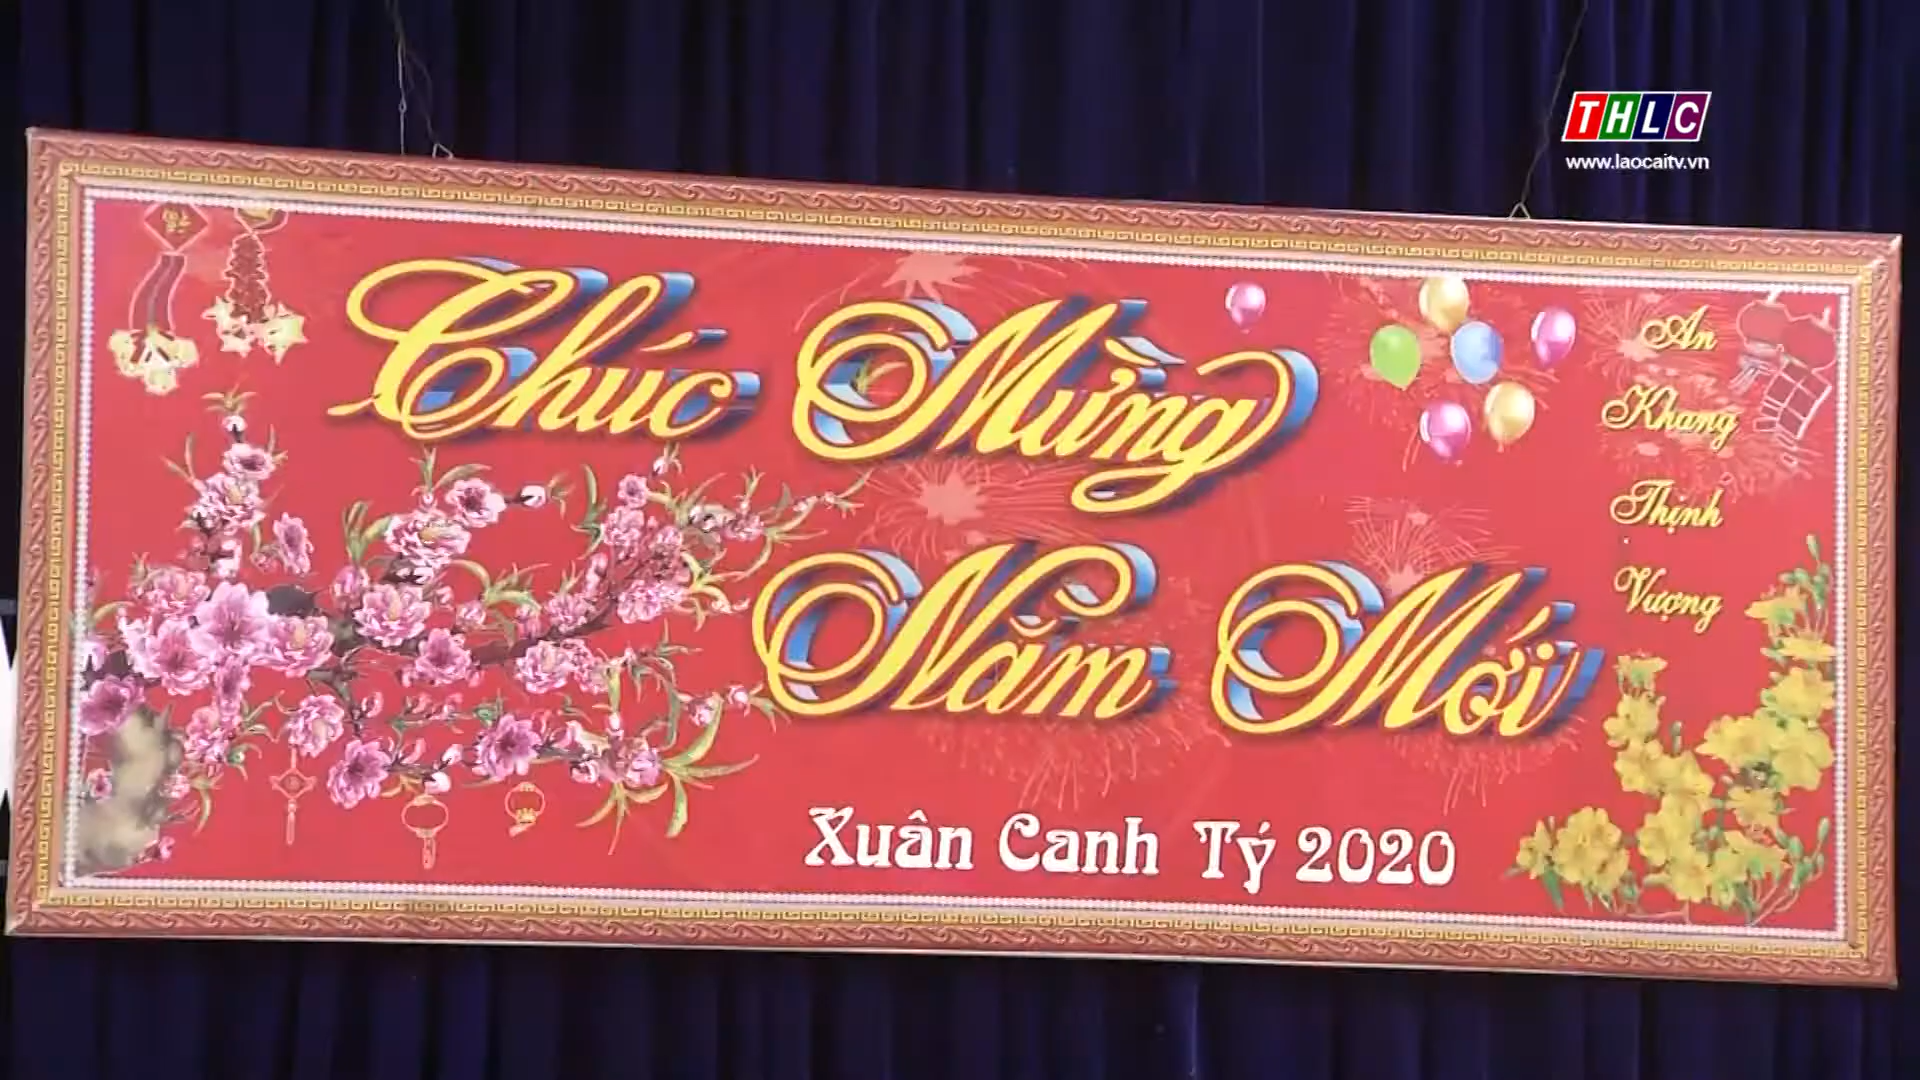 THLC
www.laocaitv.vn
Chúc Mừng
Năm Mới
An
Khang
Thịnh
Vượng
Xuân Canh Tý 2020